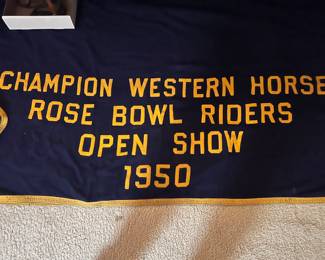 CHAMPION WESTERN HORSE
ROSE BOWL RIDERS
OPEN SHOW
1950